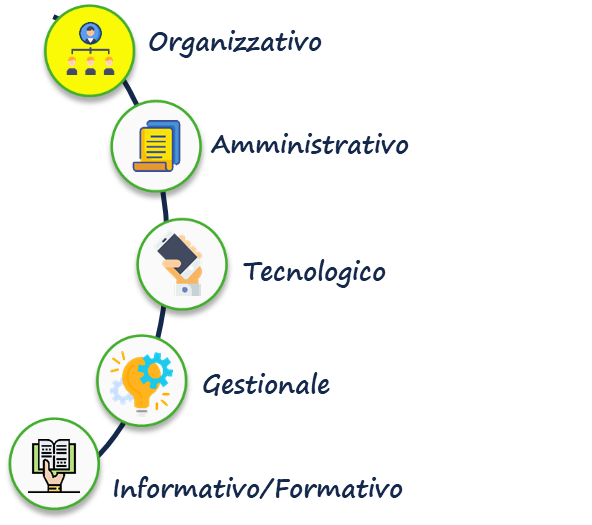 Organizzativo
Amministrativo
Tecnologico
Gestionale
Informativo/Formativo